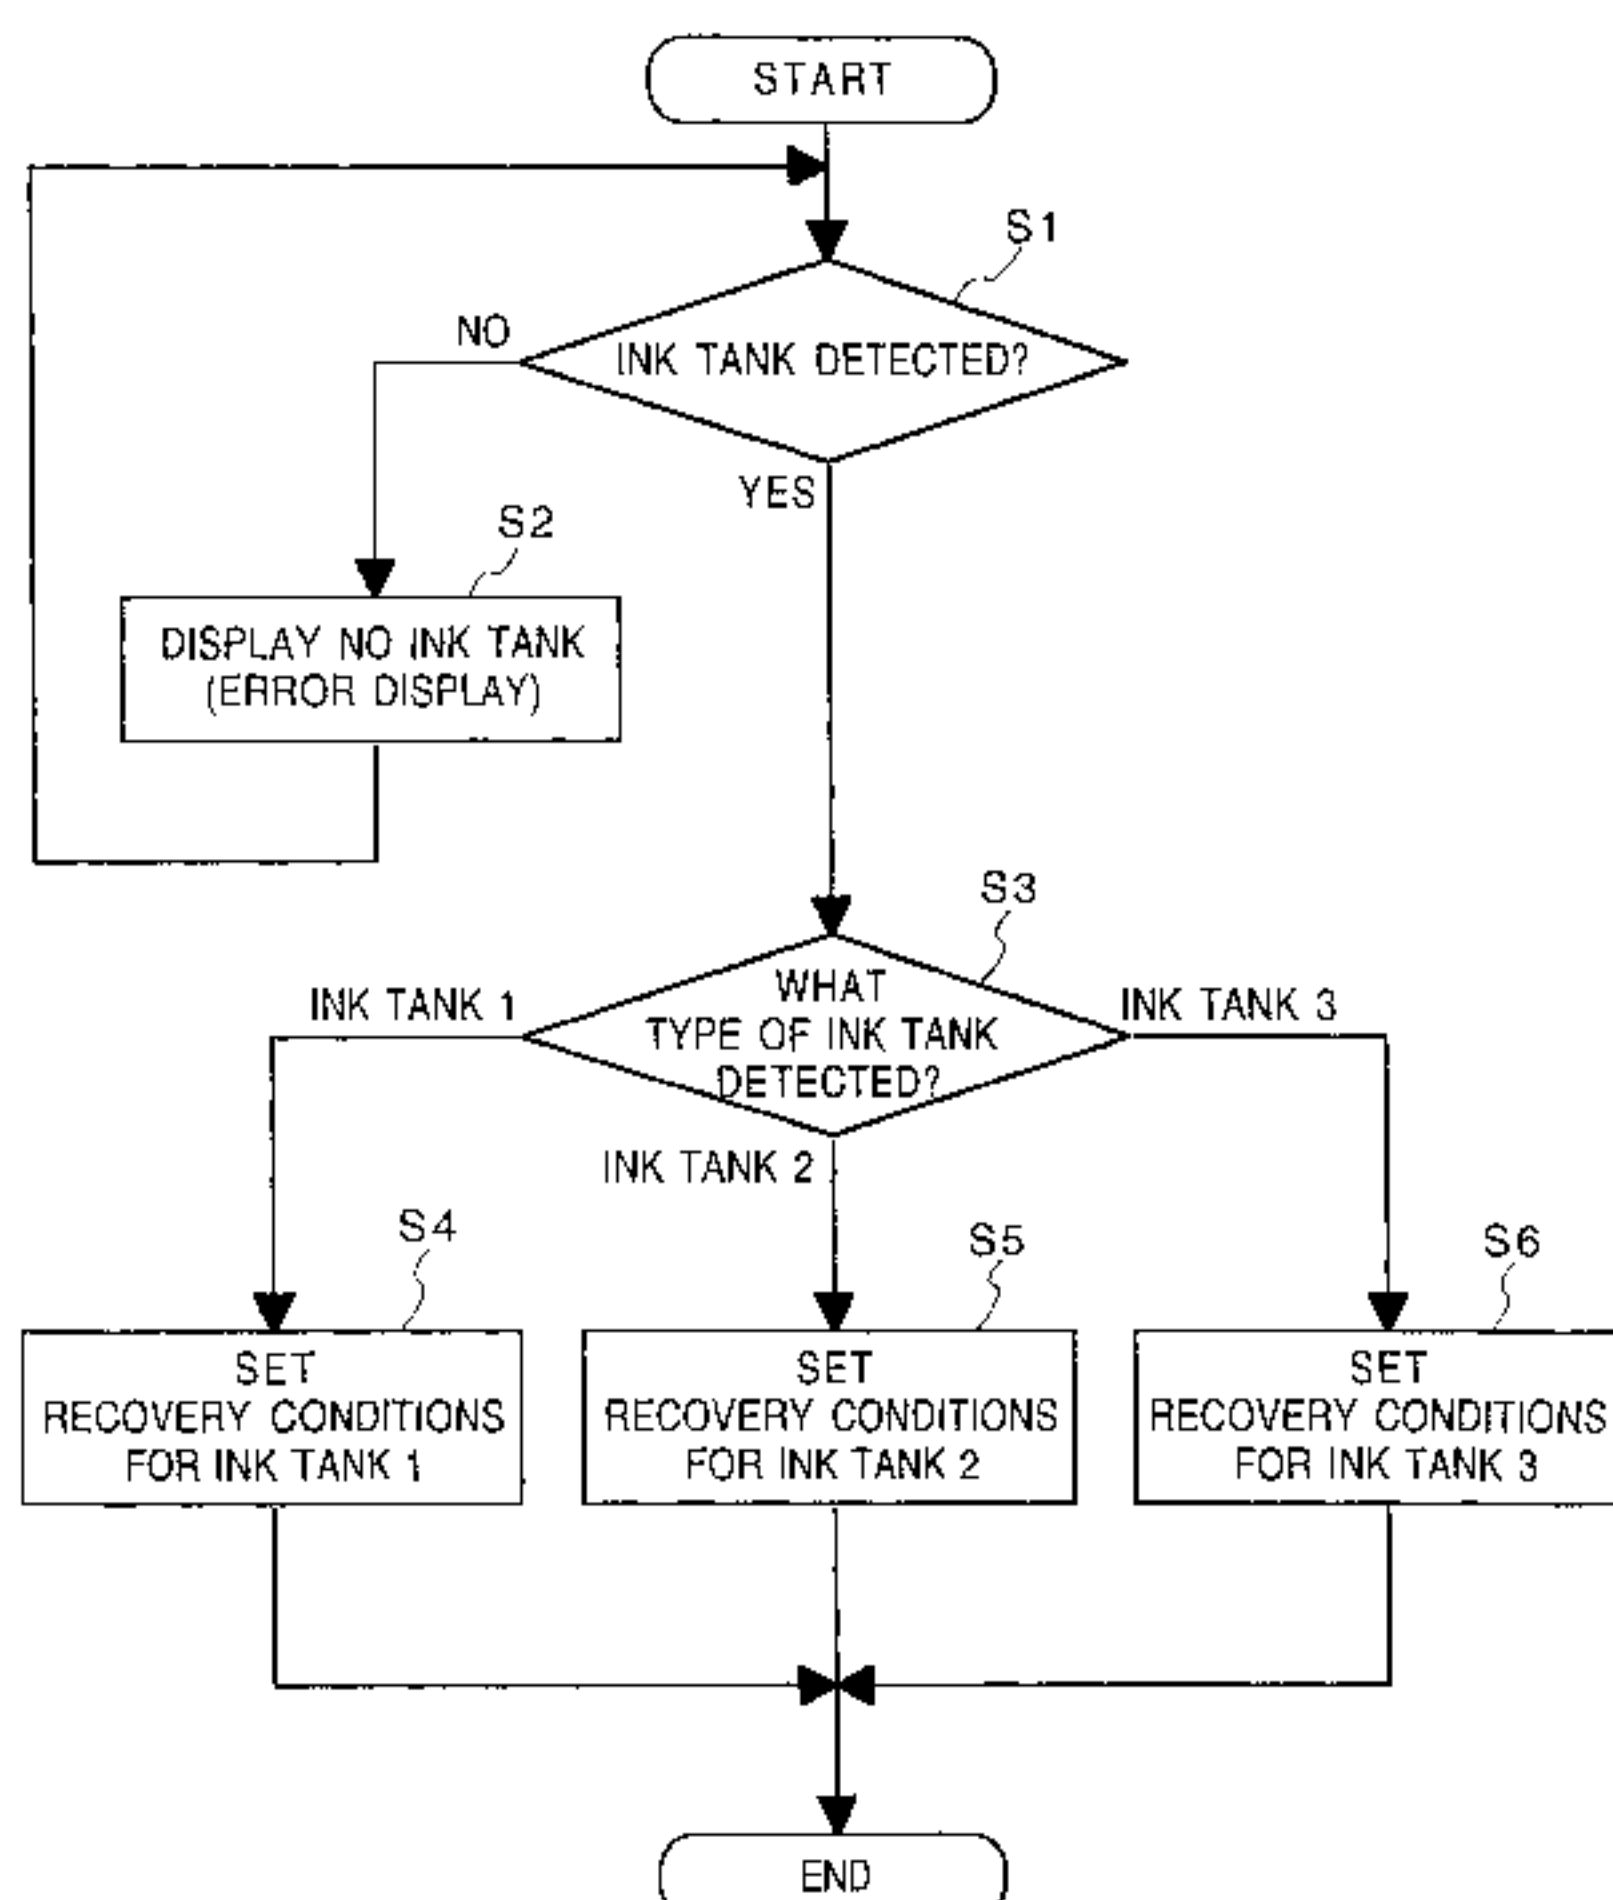 START
S1
NO
INK TANK DETECTED?
YES
S2
DISPLAY NO INK TANK
(ERROR DISPLAY)
S3
INK TANK 1
WHAT
TYPE OF INK TANK
DETECTED?
INK TANK 3
INK TANK 2
S4
S5
S6
SET
RECOVERY CONDITIONS
FOR INK TANK 1
SET
RECOVERY CONDITIONS
FOR INK TANK 2
SET
RECOVERY CONDITIONS
FOR INK TANK 3
END